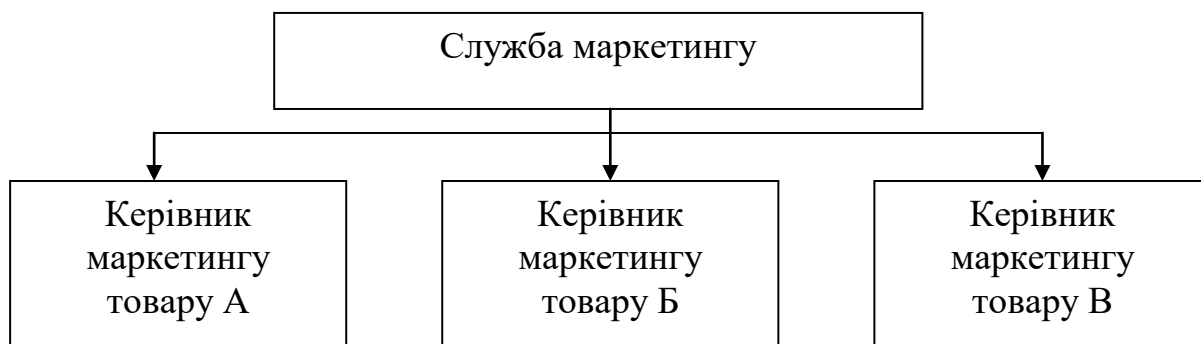 Служба маркетингу
Керівник
маркетингу
товару А
Керівник
маркетингу
товару Б
Керівник
маркетингу
товару В